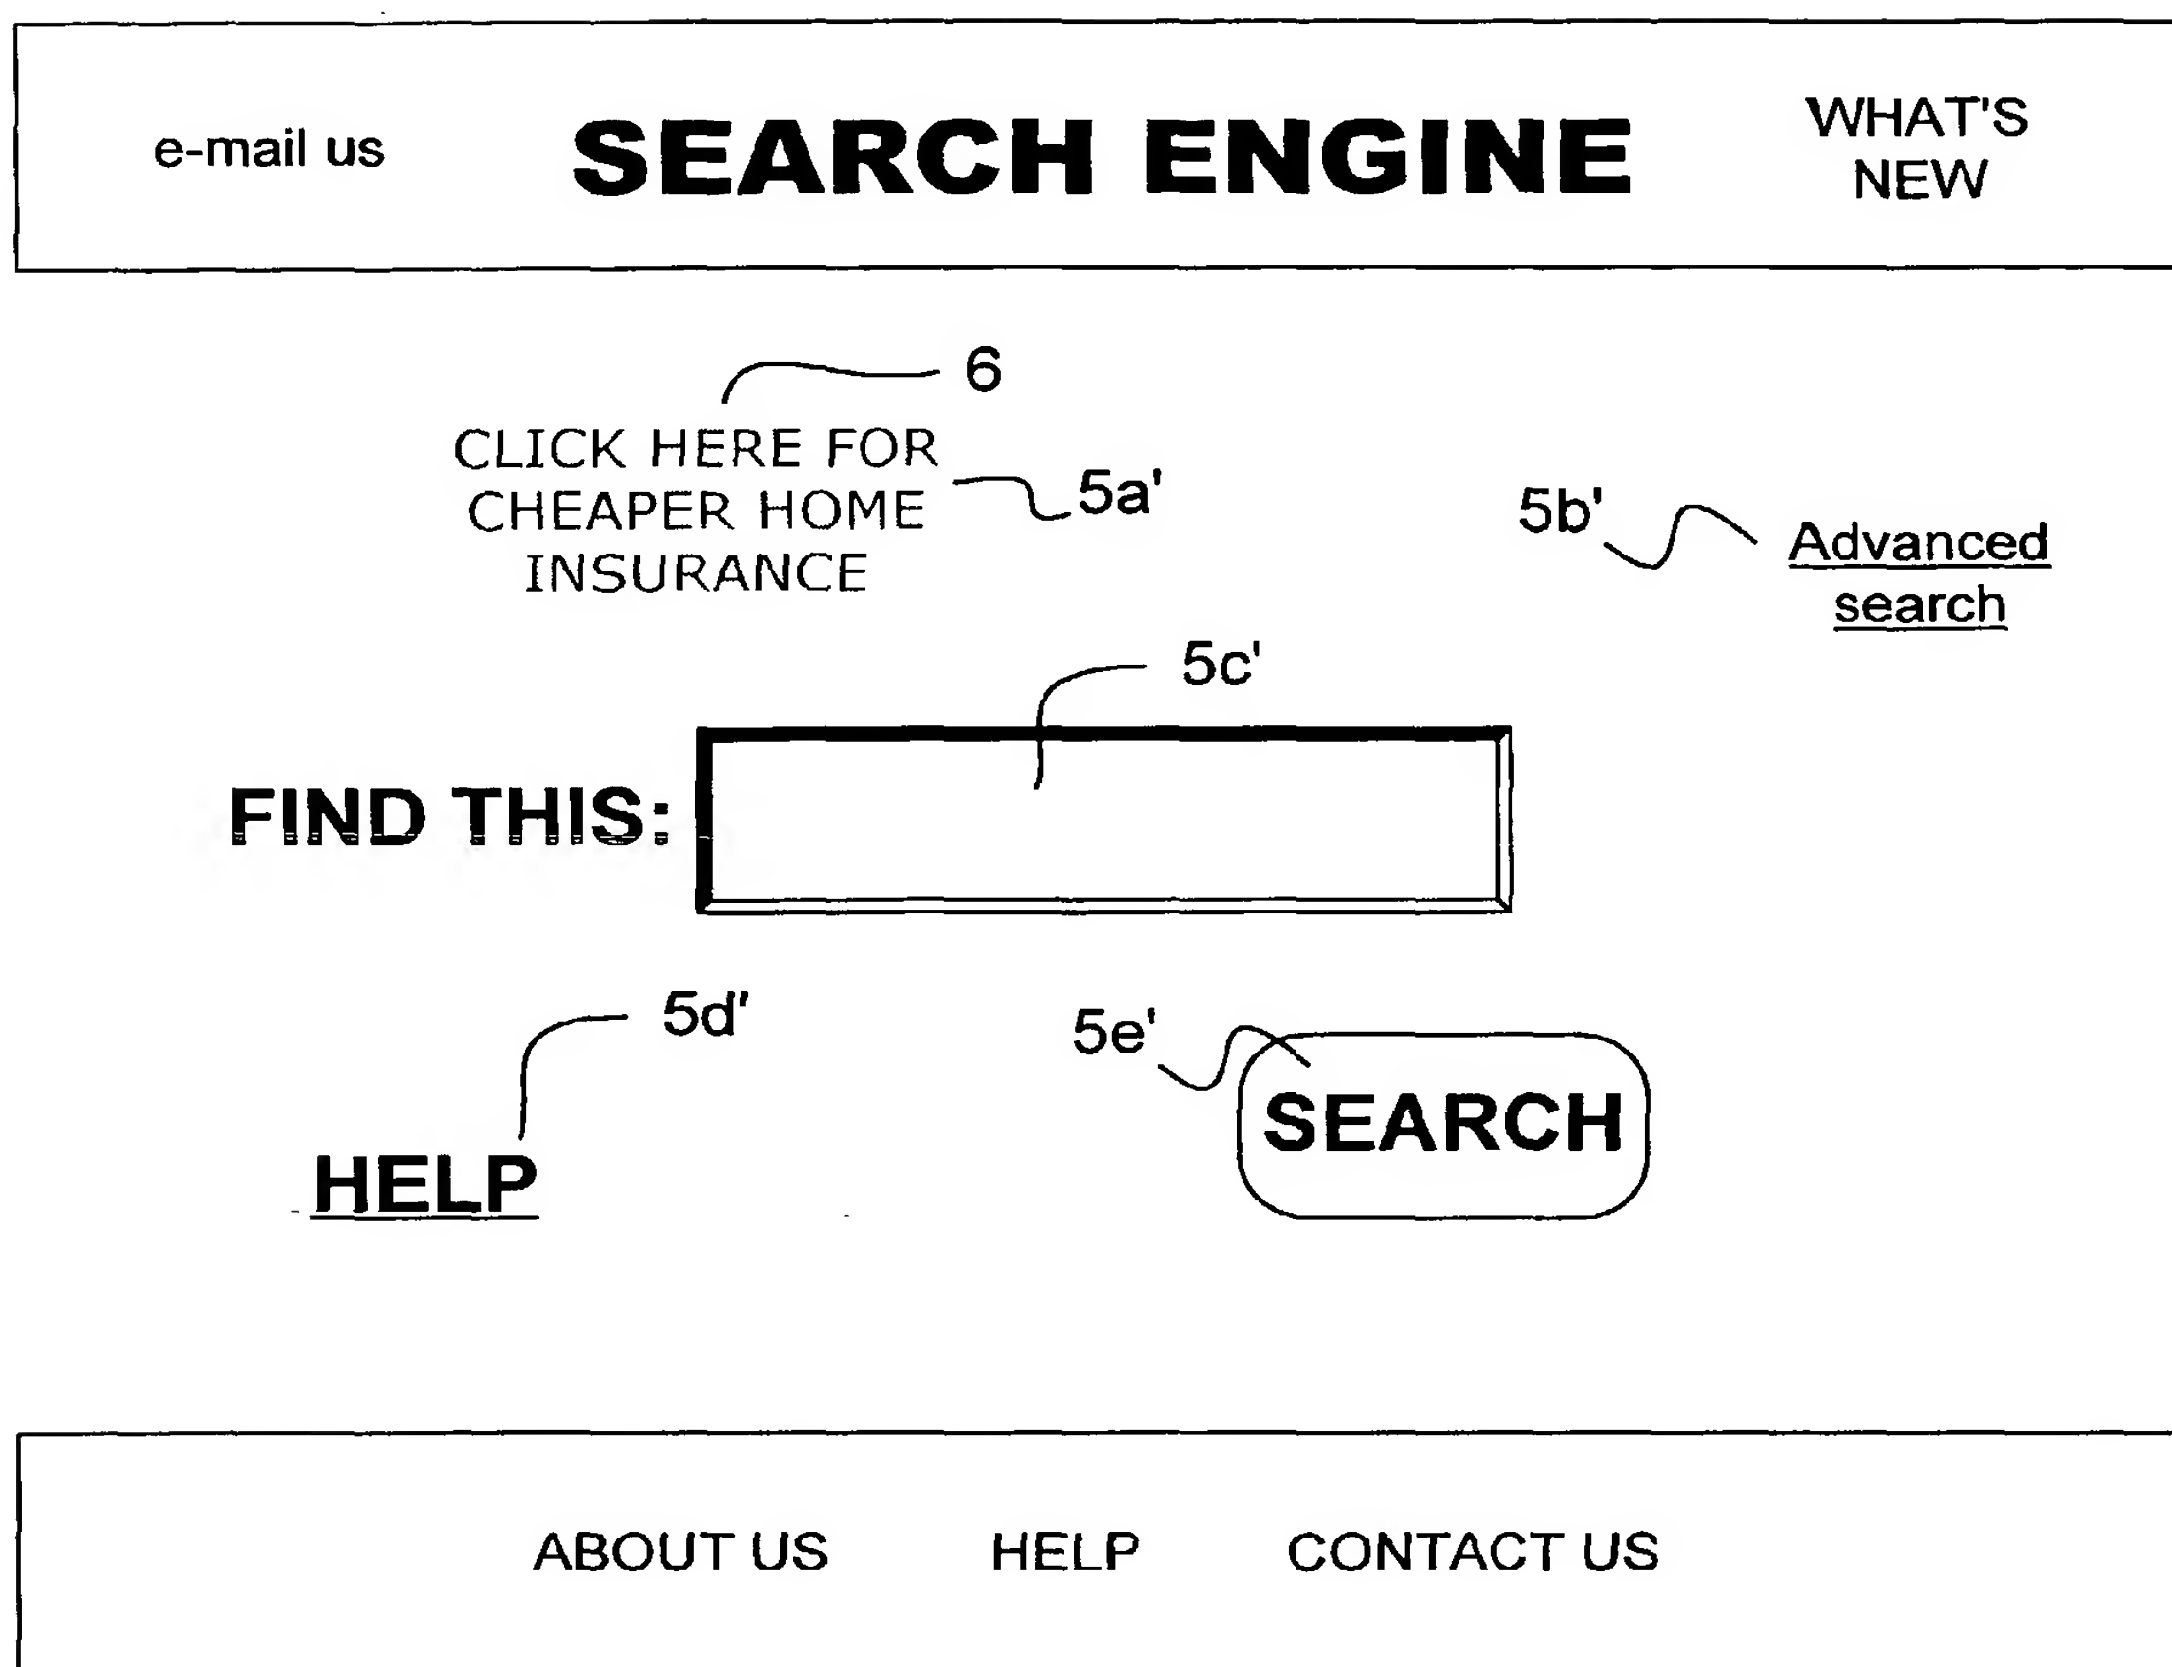 e-mail us
SEARCH ENGINE
WHAT'S
NEW
6
CLICK HERE FOR
CHEAPER HOME
INSURANCE
5a'
5b'
Advanced
search
5c'
FIND THIS:
5d'
5e'
HELP
SEARCH
ABOUT US
HELP
CONTACT US